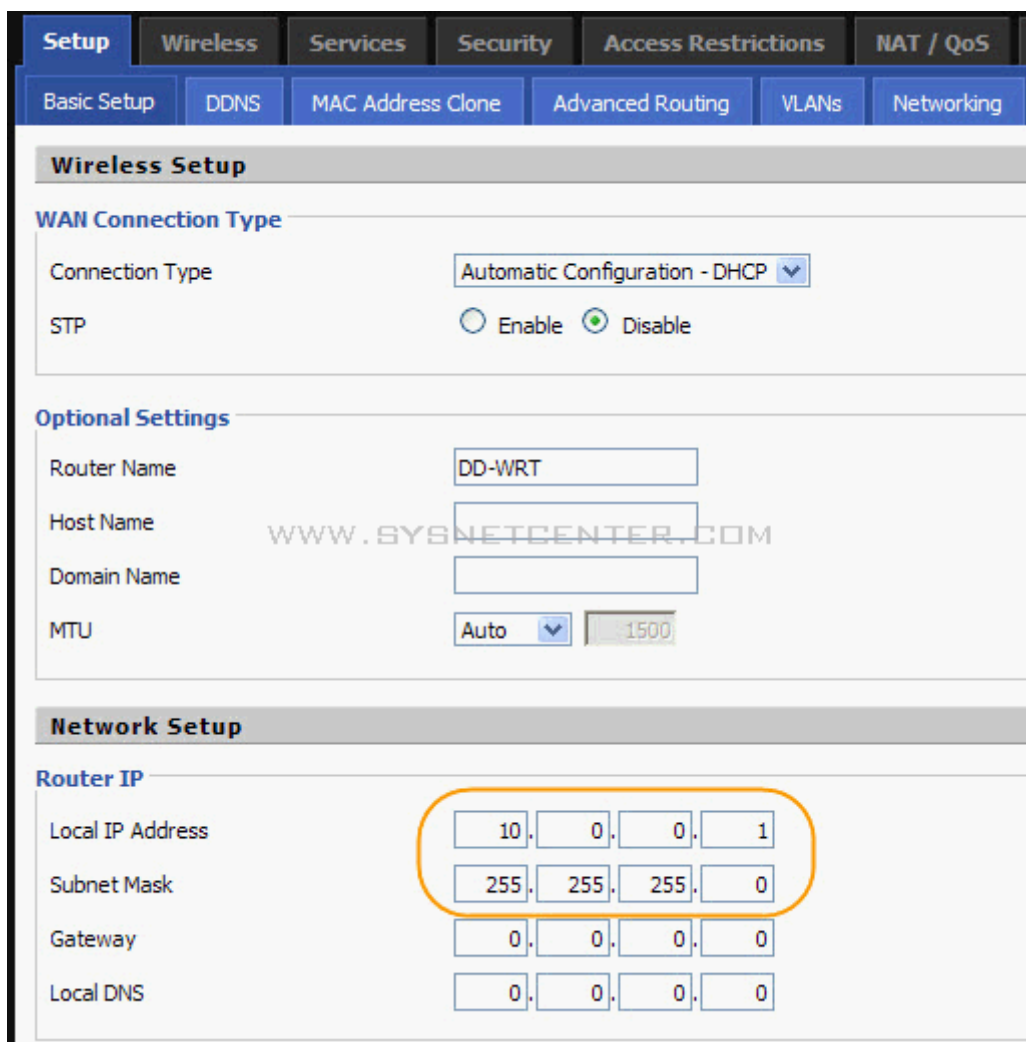 Setup Wireless Services Security Access Restrictions NAT / QoS
Basic Setup DDNS MAC Address Clone Advanced Routing VLANs Networking
Wireless Setup
WAN Connection Type
Connection Type Automatic Configuration - DHCP
STP Enable Disable
Optional Settings
Router Name DD-WRT
Host Name
WWW.SYSNETCENTER.COM
Domain Name
MTU Auto 1500
Network Setup
Router IP
Local IP Address 10. 0. 0. 1
Subnet Mask 255. 255. 255. 0
Gateway 0. 0. 0. 0
Local DNS 0. 0. 0. 0